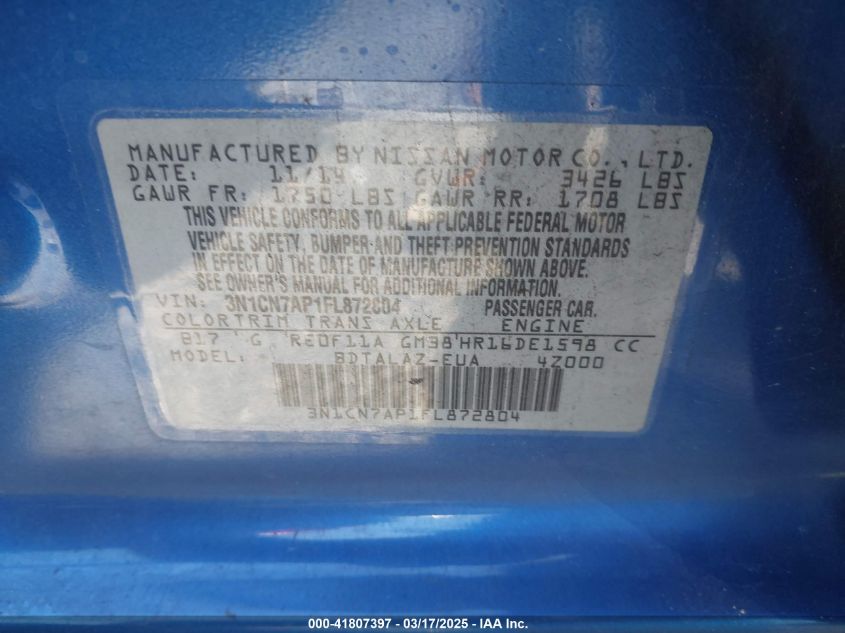 MANUFACTURED BY NISSAN MOTOR CO., LTD.
DATE: 11/14 GVWR: 3426 LBS
GAWR FR: 1750 LBS GAWR RR: 1708 LBS
THIS VEHICLE CONFORMS TO ALL APPLICABLE FEDERAL MOTOR
VEHICLE SAFETY, BUMPER AND THEFT PREVENTION STANDARDS
IN EFFECT ON THE DATE OF MANUFACTURE SHOWN ABOVE.
SEE OWNER'S MANUAL FOR ADDITIONAL INFORMATION.
VIN: 3N1CN7AP1FL872804 PASSENGER CAR.
COLOR TRIM TRANS AXLE ENGINE
B17 G RE0F11A GM38 HR16DE1598 CC
MODEL: BDTALAZ-EUA 4Z000
3N1CN7AP1FL872804
000-41807397 - 03/17/2025 - IAA Inc.